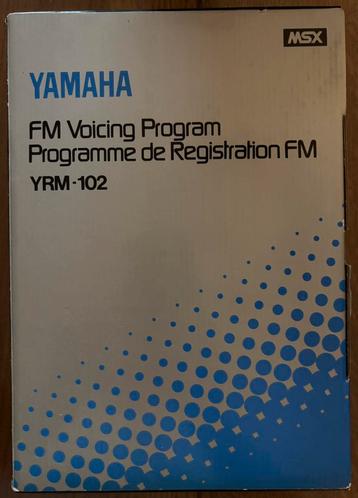 MSX
YAMAHA
FM Voicing Program
Programme de Registration FM
YRM-102